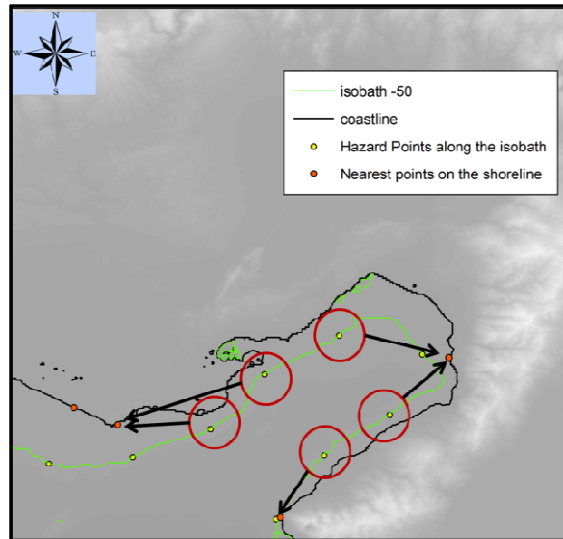 N
W
S
isobath -50
coastline
Hazard Points along the isobath
Nearest points on the shoreline